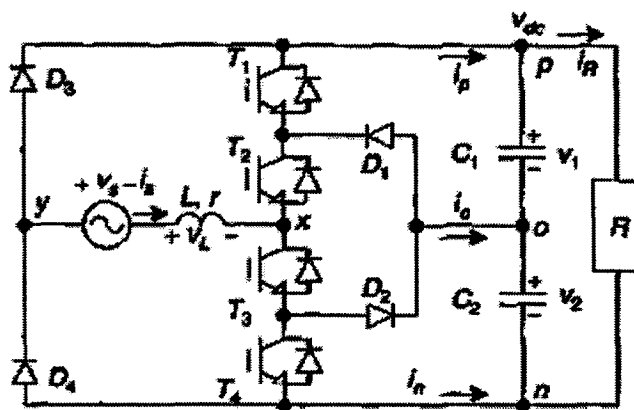 v_dc
T_1
i_p
p
i_R
D_3
D_1
C_1
+
-
v_1
T_2
+ v_s - i_s
L, r
y
x
i_o
o
R
+ V_L -
D_2
C_2
+
-
v_2
T_3
D_4
T_4
i_n
n